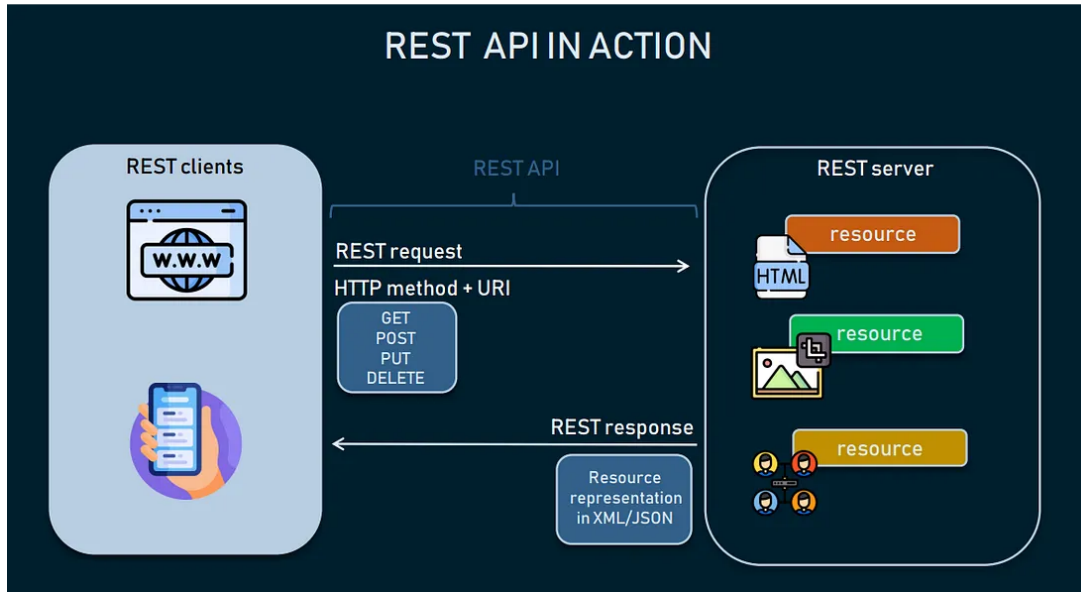 REST API IN ACTION
REST clients
W.W.W
REST API
REST request
HTTP method + URI
GET
POST
PUT
DELETE
REST response
Resource
representation
in XML/JSON
REST server
resource
HTML
resource
resource